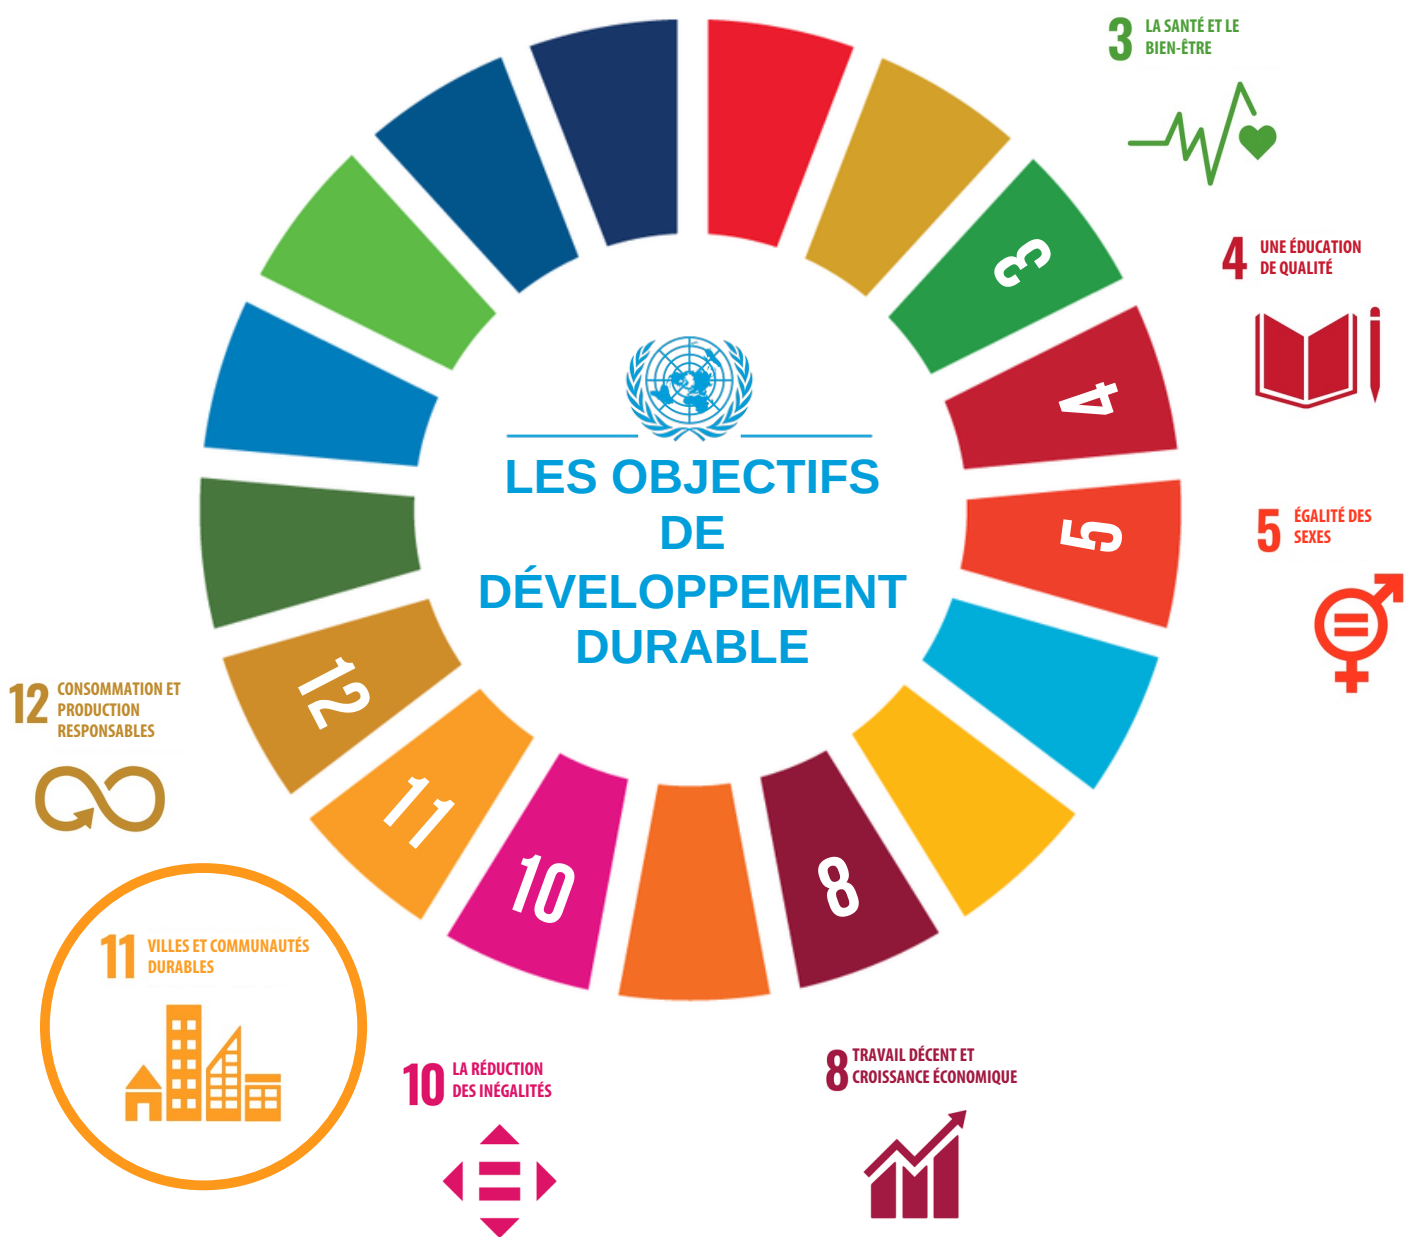 3 LA SANTÉ ET LE
BIEN-ÊTRE
4 UNE ÉDUCATION
DE QUALITÉ
3
4
5
LES OBJECTIFS
DE
DÉVELOPPEMENT
DURABLE
5 ÉGALITÉ DES
SEXES
12 CONSOMMATION ET
PRODUCTION
RESPONSABLES
12
11
10
8
11 VILLES ET COMMUNAUTÉS
DURABLES
10 LA RÉDUCTION
DES INÉGALITÉS
8 TRAVAIL DÉCENT ET
CROISSANCE ÉCONOMIQUE